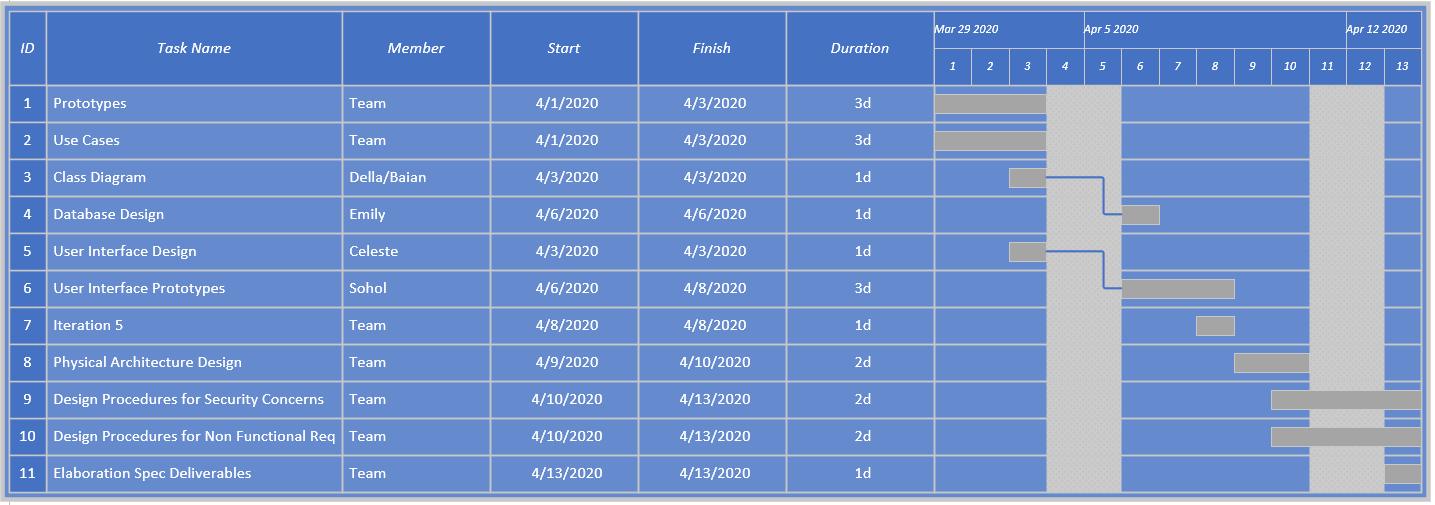 ID Task Name Member Start Finish Duration Mar 29 2020 Apr 5 2020 Apr 12 2020
1 2 3 4 5 6 7 8 9 10 11 12 13
1 Prototypes Team 4/1/2020 4/3/2020 3d
2 Use Cases Team 4/1/2020 4/3/2020 3d
3 Class Diagram Della/Baian 4/3/2020 4/3/2020 1d
4 Database Design Emily 4/6/2020 4/6/2020 1d
5 User Interface Design Celeste 4/3/2020 4/3/2020 1d
6 User Interface Prototypes Sohol 4/6/2020 4/8/2020 3d
7 Iteration 5 Team 4/8/2020 4/8/2020 1d
8 Physical Architecture Design Team 4/9/2020 4/10/2020 2d
9 Design Procedures for Security Concerns Team 4/10/2020 4/13/2020 2d
10 Design Procedures for Non Functional Req Team 4/10/2020 4/13/2020 2d
11 Elaboration Spec Deliverables Team 4/13/2020 4/13/2020 1d